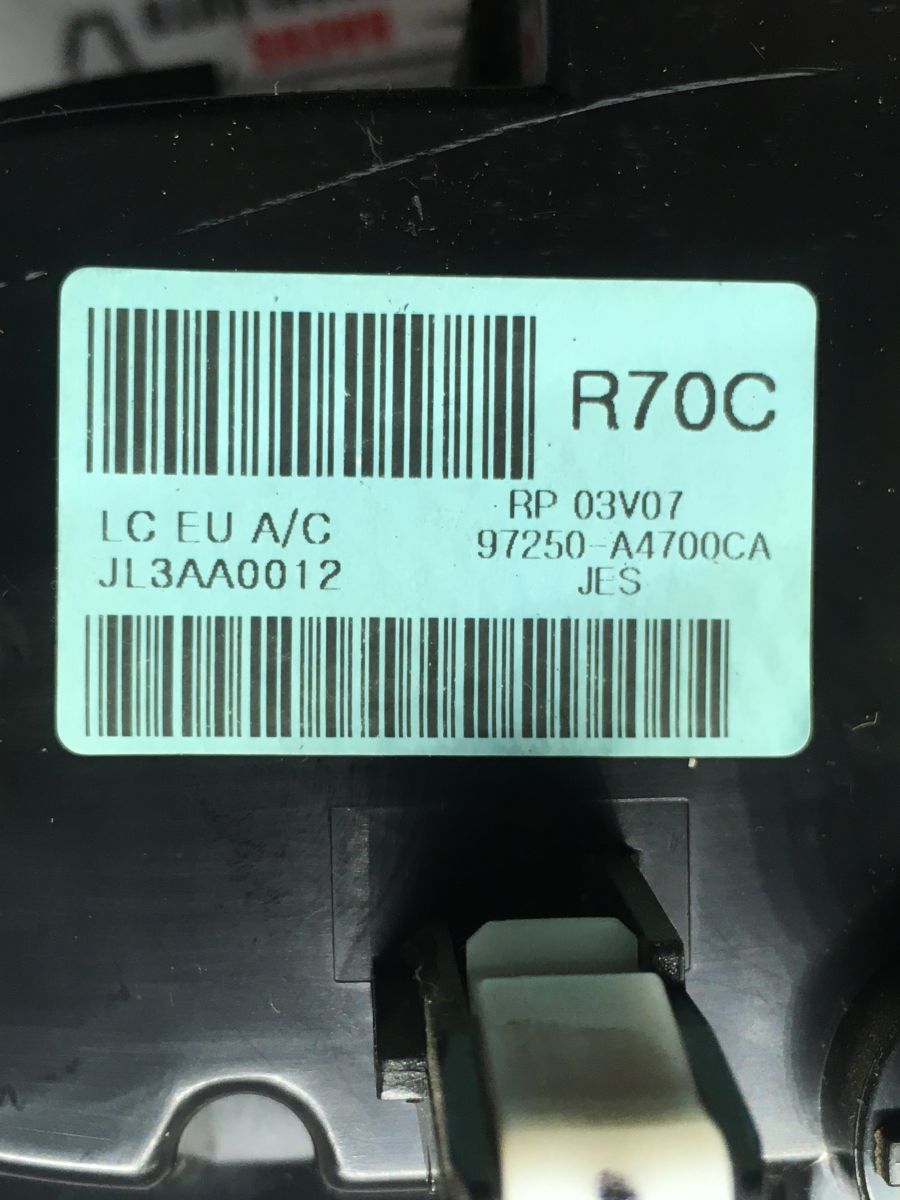 R70C
RP 03V07
LC EU A/C
97250-A4700CA
JL3AA0012
JES